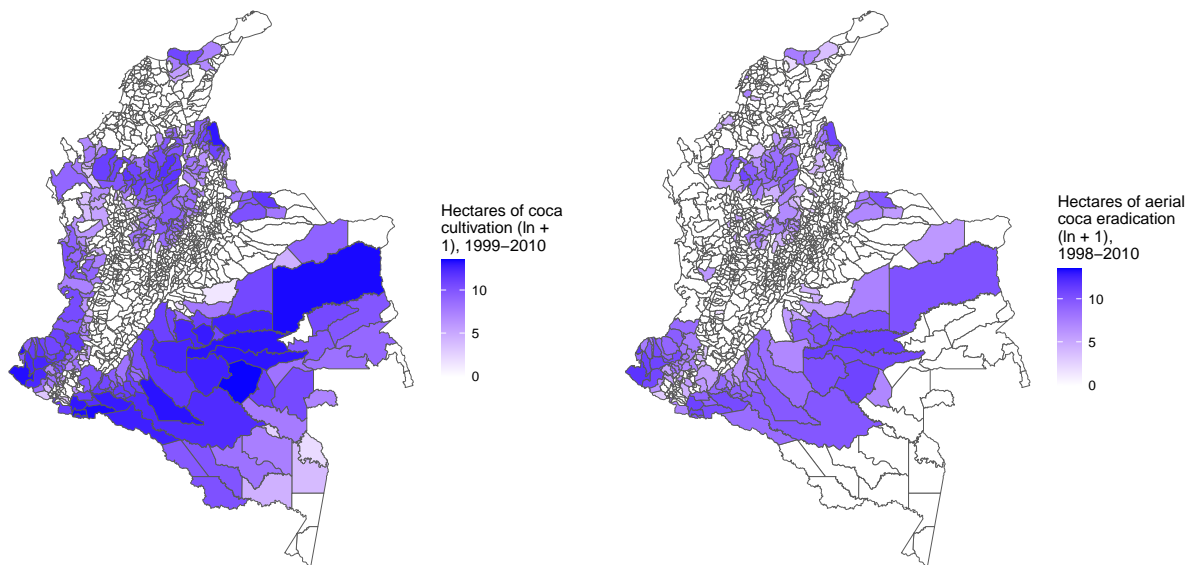 Hectares of coca
cultivation (ln +
1), 1999–2010
10
5
0
Hectares of aerial
coca eradication
(ln + 1),
1998–2010
10
5
0